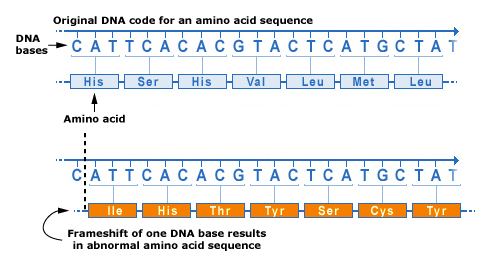 Original DNA code for an amino acid sequence
DNA
bases
C A T T C A C A C G T A C T C A T G C T A T
His Ser His Val Leu Met Leu
Amino acid
C A T T C A C A C G T A C T C A T G C T A T
Ile His Thr Tyr Ser Cys Tyr
Frameshift of one DNA base results
in abnormal amino acid sequence